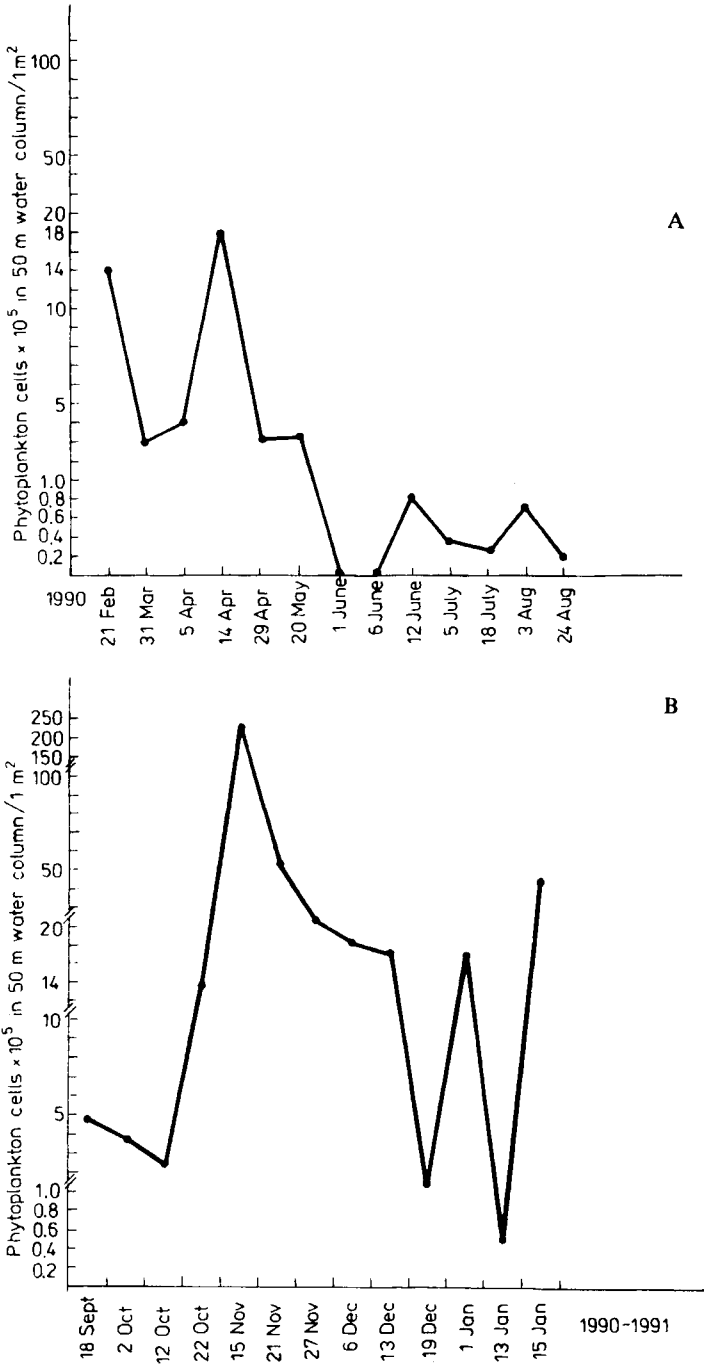 A
Phytoplankton cells × 10⁵ in 50 m water column/1m²
100
50
20
18
14
10
5
1.0
0.8
0.6
0.4
0.2
1990
21 Feb
31 Mar
5 Apr
14 Apr
29 Apr
20 May
1 June
6 June
12 June
5 July
18 July
3 Aug
24 Aug
B
Phytoplankton cells × 10⁵ in 50 m water column/1 m²
250
200
150
100
50
20
14
10
5
1.0
0.8
0.6
0.4
0.2
18 Sept
2 Oct
12 Oct
22 Oct
15 Nov
21 Nov
27 Nov
6 Dec
13 Dec
19 Dec
1 Jan
13 Jan
15 Jan
1990-1991